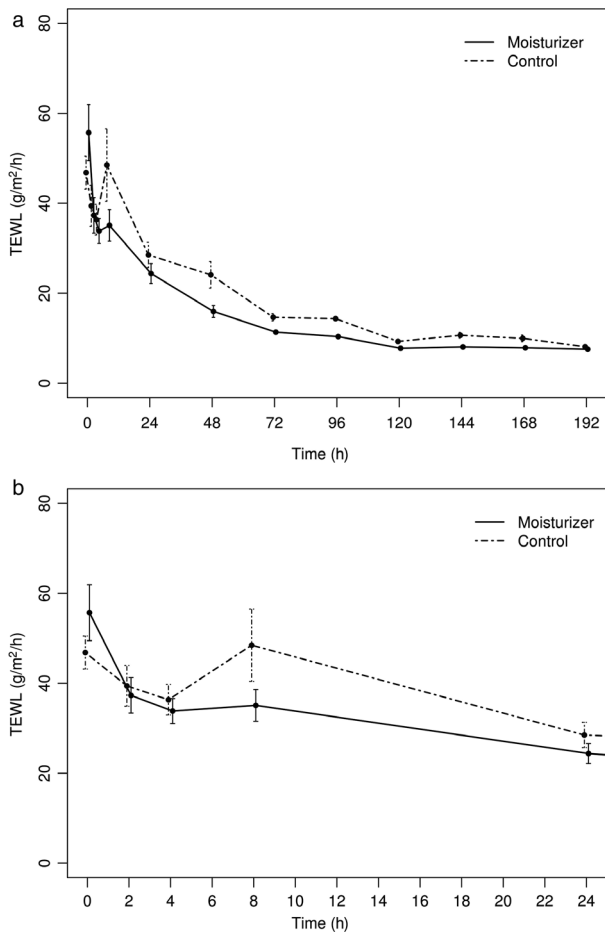 a
80
60
40
20
0
TEWL (g/m²/h)
Moisturizer
Control
0 24 48 72 96 120 144 168 192
Time (h)
b
80
60
40
20
0
TEWL (g/m²/h)
Moisturizer
Control
0 2 4 6 8 10 12 14 16 18 20 22 24
Time (h)